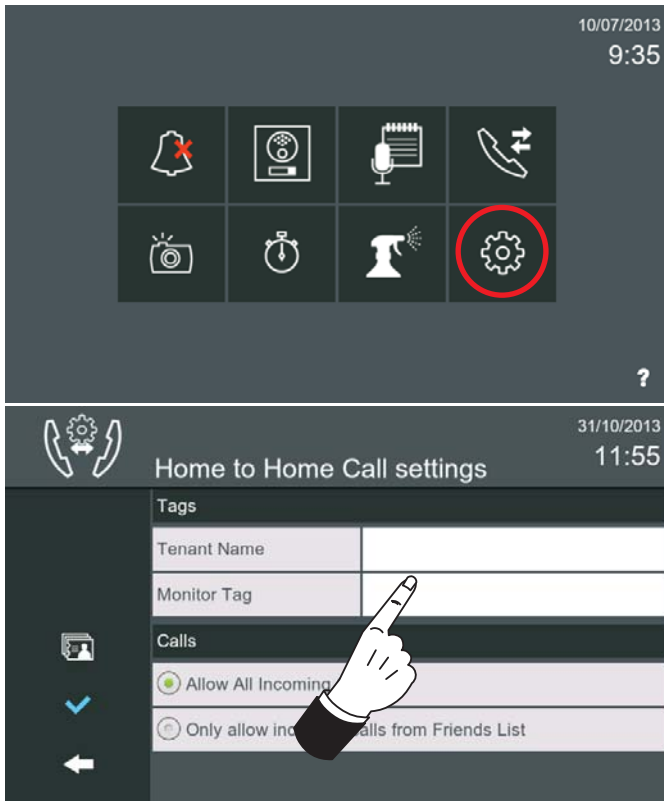 10/07/2013
9:35
?
31/10/2013
11:55
Home to Home Call settings
Tags
Tenant Name
Monitor Tag
Calls
Allow All Incoming
Only allow inc alls from Friends List